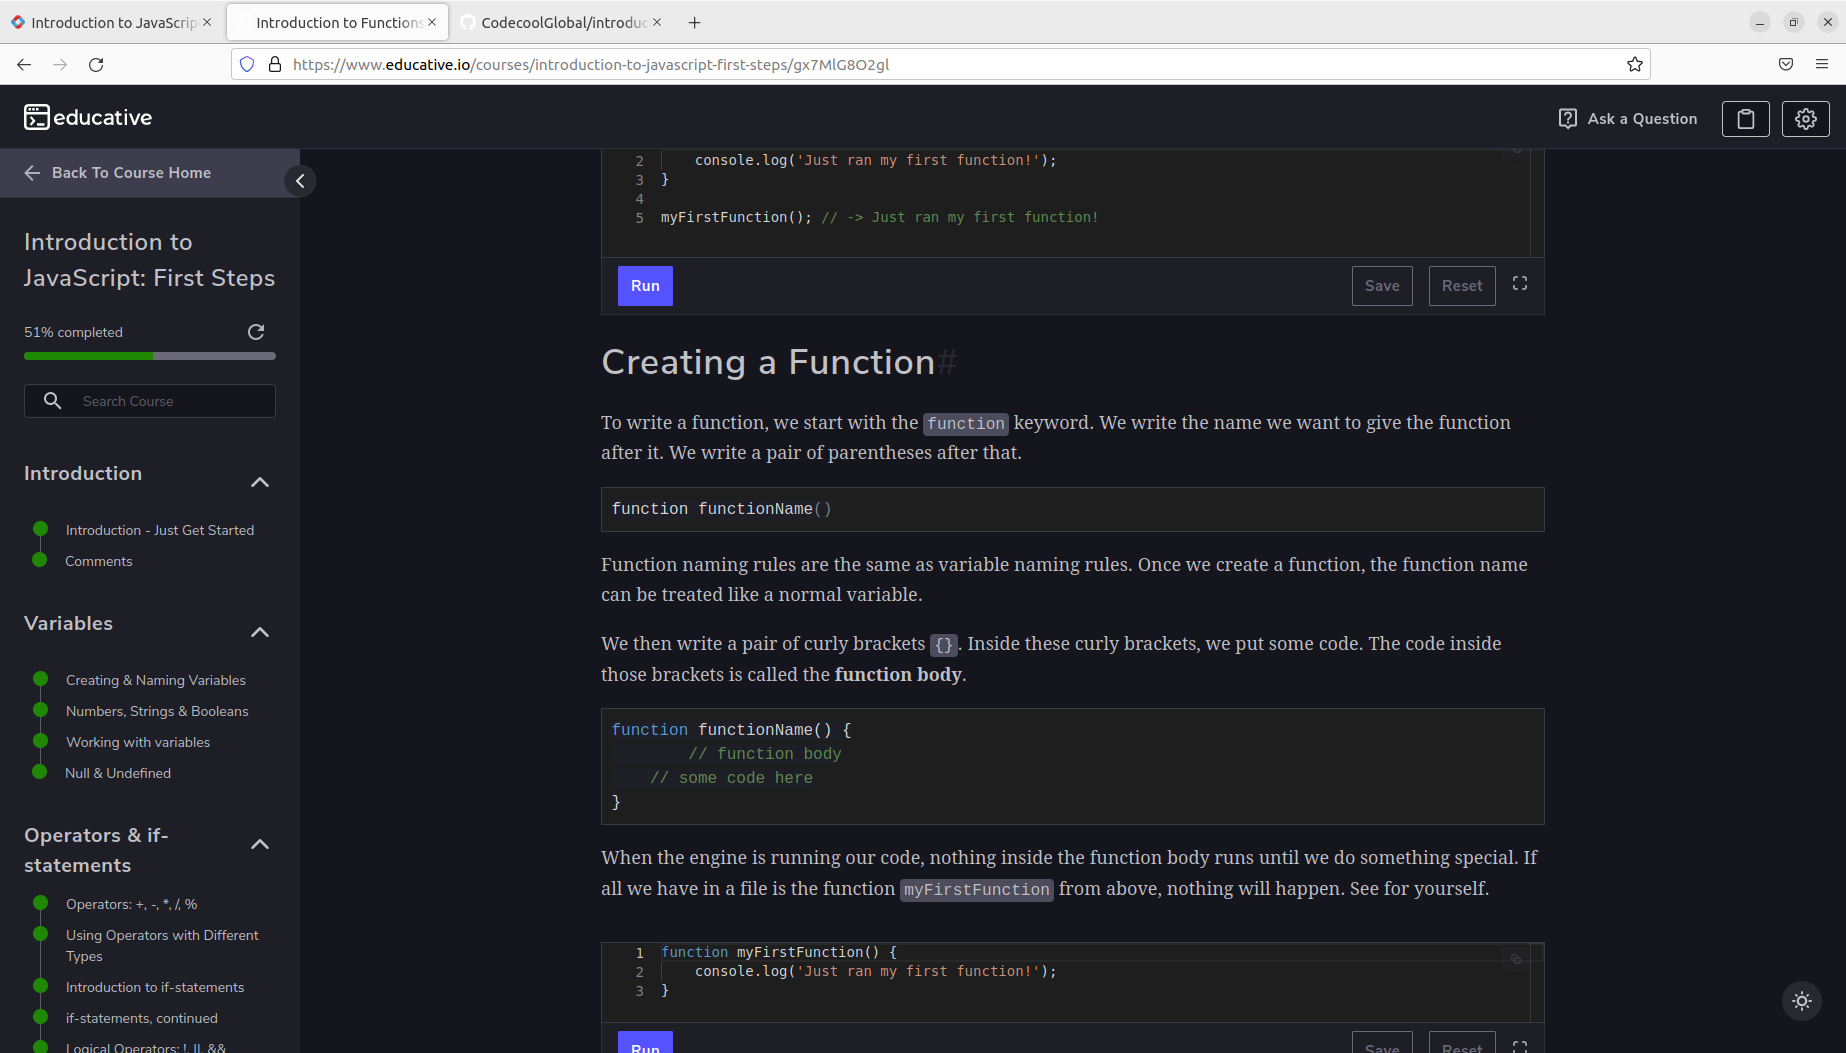 Introduction to JavaScrip
Introduction to Functions
CodecoolGlobal/introduc
https://www.educative.io/courses/introduction-to-javascript-first-steps/gx7MlG8O2gl
educative
Ask a Question
Back To Course Home
Introduction to
JavaScript: First Steps
51% completed
Search Course
Introduction
Introduction - Just Get Started
Comments
Variables
Creating & Naming Variables
Numbers, Strings & Booleans
Working with variables
Null & Undefined
Operators & if-
statements
Operators: +, -, *, /, %
Using Operators with Different
Types
Introduction to if-statements
if-statements, continued
Logical Operators: !, ||, &&
2 console.log('Just ran my first function!');
3 }
4
5 myFirstFunction(); // -> Just ran my first function!
Run Save Reset
Creating a Function#
To write a function, we start with the function keyword. We write the name we want to give the function
after it. We write a pair of parentheses after that.
function functionName()
Function naming rules are the same as variable naming rules. Once we create a function, the function name
can be treated like a normal variable.
We then write a pair of curly brackets {}. Inside these curly brackets, we put some code. The code inside
those brackets is called the function body.
function functionName() {
// function body
// some code here
}
When the engine is running our code, nothing inside the function body runs until we do something special. If
all we have in a file is the function myFirstFunction from above, nothing will happen. See for yourself.
1 function myFirstFunction() {
2 console.log('Just ran my first function!');
3 }
Run Save Reset